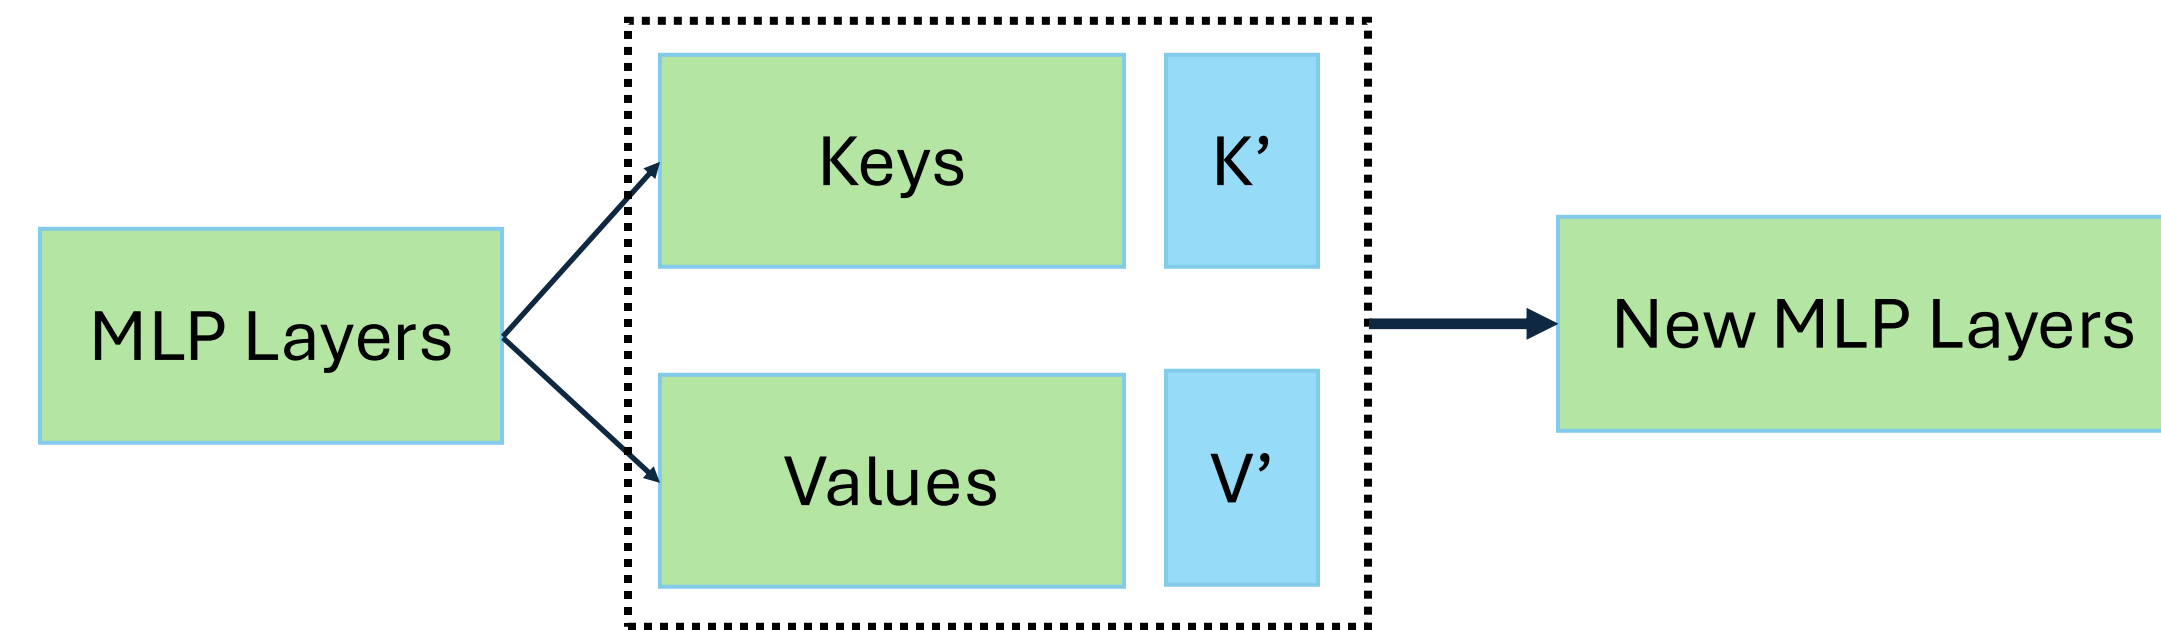 MLP Layers
Keys
K’
Values
V’
New MLP Layers